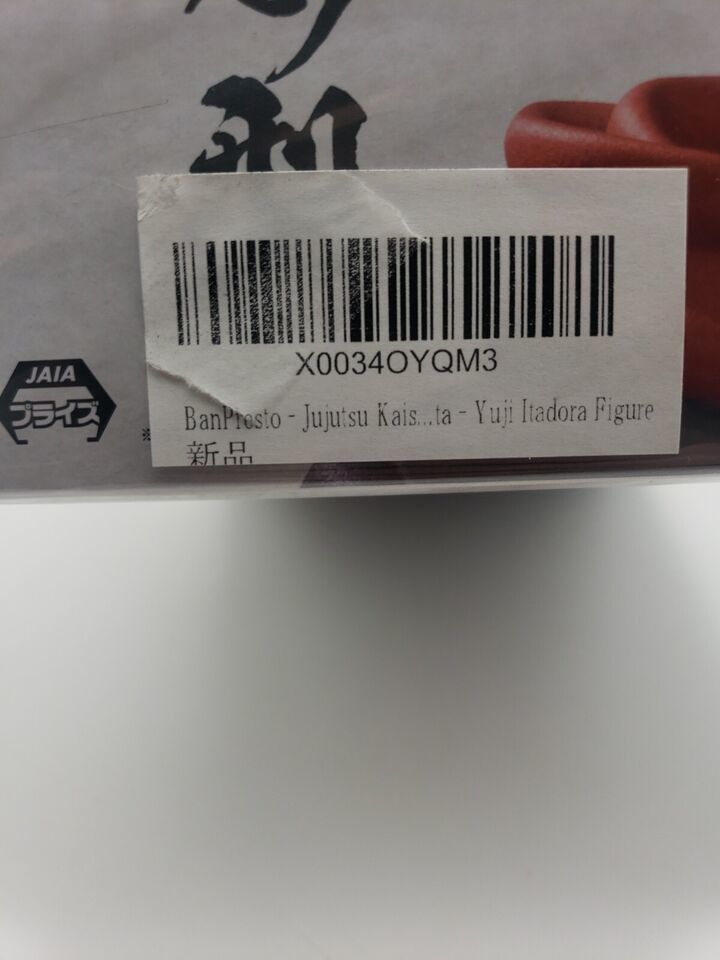 X0034OYQM3
BanPresto - Jujutsu Kais...ta - Yuji Itadora Figure
新品
JAIA
プライズ
※